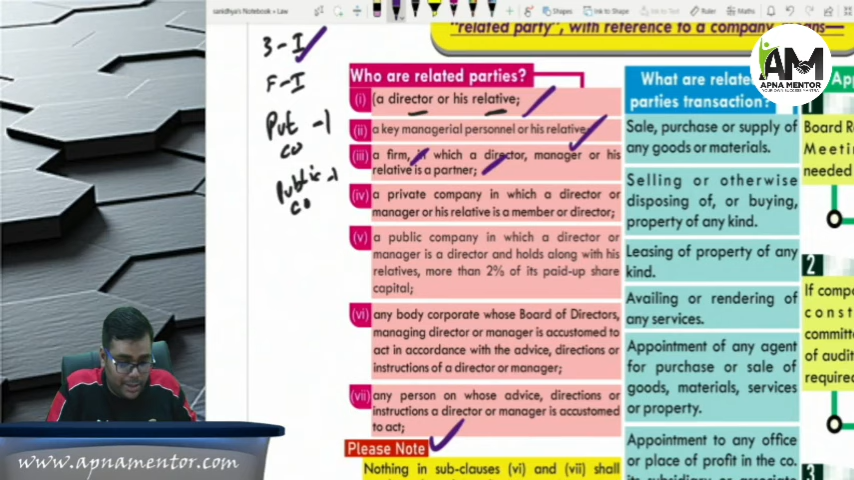 sanidhya's Notebook • Law
Shapes
Ink to Shape
Ink to Text
Ruler
Maths
"related party", with reference to a company, means—
AM
APNA MENTOR
3 - I
F - I
Pvt - 1
co
Public - 1
co
Who are related parties?
(i) (a director or his relative;
(ii) a key managerial personnel or his relative;
(iii) a firm, in which a director, manager or his
relative is a partner;
(iv) a private company in which a director or
manager or his relative is a member or director;
(v) a public company in which a director or
manager is a director and holds along with his
relatives, more than 2% of its paid-up share
capital;
(vi) any body corporate whose Board of Directors,
managing director or manager is accustomed to
act in accordance with the advice, directions or
instructions of a director or manager;
(vii) any person on whose advice, directions or
instructions a director or manager is accustomed
to act;
Please Note
Nothing in sub-clauses (vi) and (vii) shall
What are relate
parties transaction?
Sale, purchase or supply of
any goods or materials.
Selling or otherwise
disposing of, or buying,
property of any kind.
Leasing of property of any
kind.
Availing or rendering of
any services.
Appointment of any agent
for purchase or sale of
goods, materials, services
or property.
Appointment to any office
or place of profit in the co.
its subsidiary or associate
Ap
Board R
Meetin
needed
2
If compa
const
committ
of audit
required
3
www.apnamentor.com